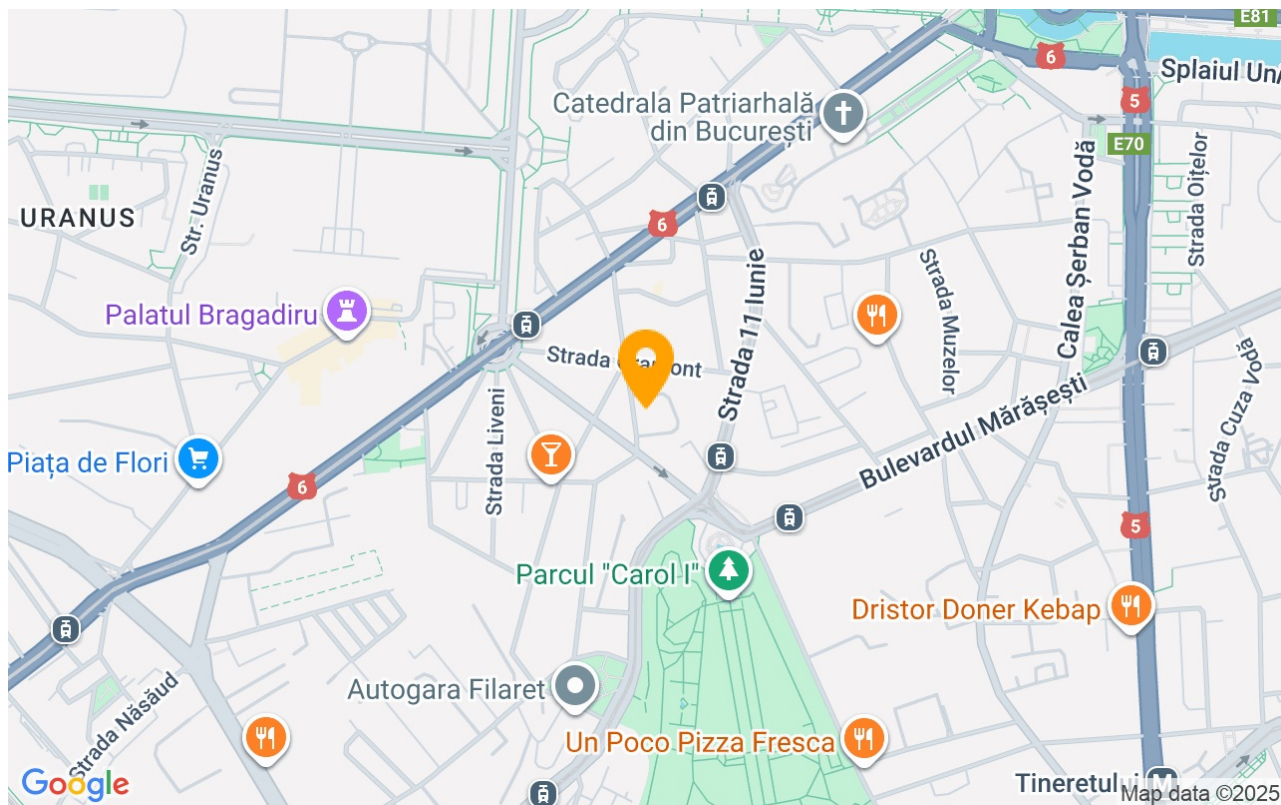 E81
6
Splaiul Un
5
Catedrala Patriarhală
din București
E70
Str. Uranus
URANUS
6
Calea Șerban Vodă
Strada Oițelor
Strada Muzelor
Strada 11 Iunie
Palatul Bragadiru
Strada
ont
Strada Liveni
Bulevardul Mărășești
Strada Cuza Vodă
Piața de Flori
6
5
Parcul "Carol I"
Dristor Doner Kebap
Autogara Filaret
Strada Năsăud
Un Poco Pizza Fresca
Google
Tineretului
M
Map data ©2025